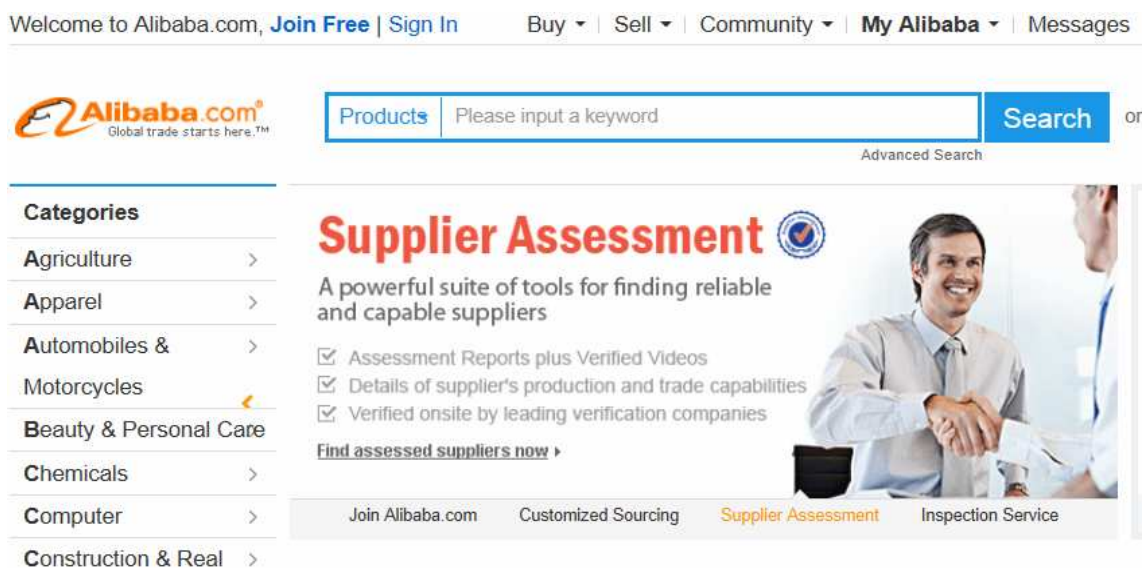 Welcome to Alibaba.com, Join Free | Sign In Buy Sell Community My Alibaba Messages
Alibaba.com®
Global trade starts here.™
Products Please input a keyword Search or
Advanced Search
Categories
Agriculture
Apparel
Automobiles &
Motorcycles
Beauty & Personal Care
Chemicals
Computer
Construction & Real
Supplier Assessment
A powerful suite of tools for finding reliable
and capable suppliers
Assessment Reports plus Verified Videos
Details of supplier's production and trade capabilities
Verified onsite by leading verification companies
Find assessed suppliers now
Join Alibaba.com Customized Sourcing Supplier Assessment Inspection Service